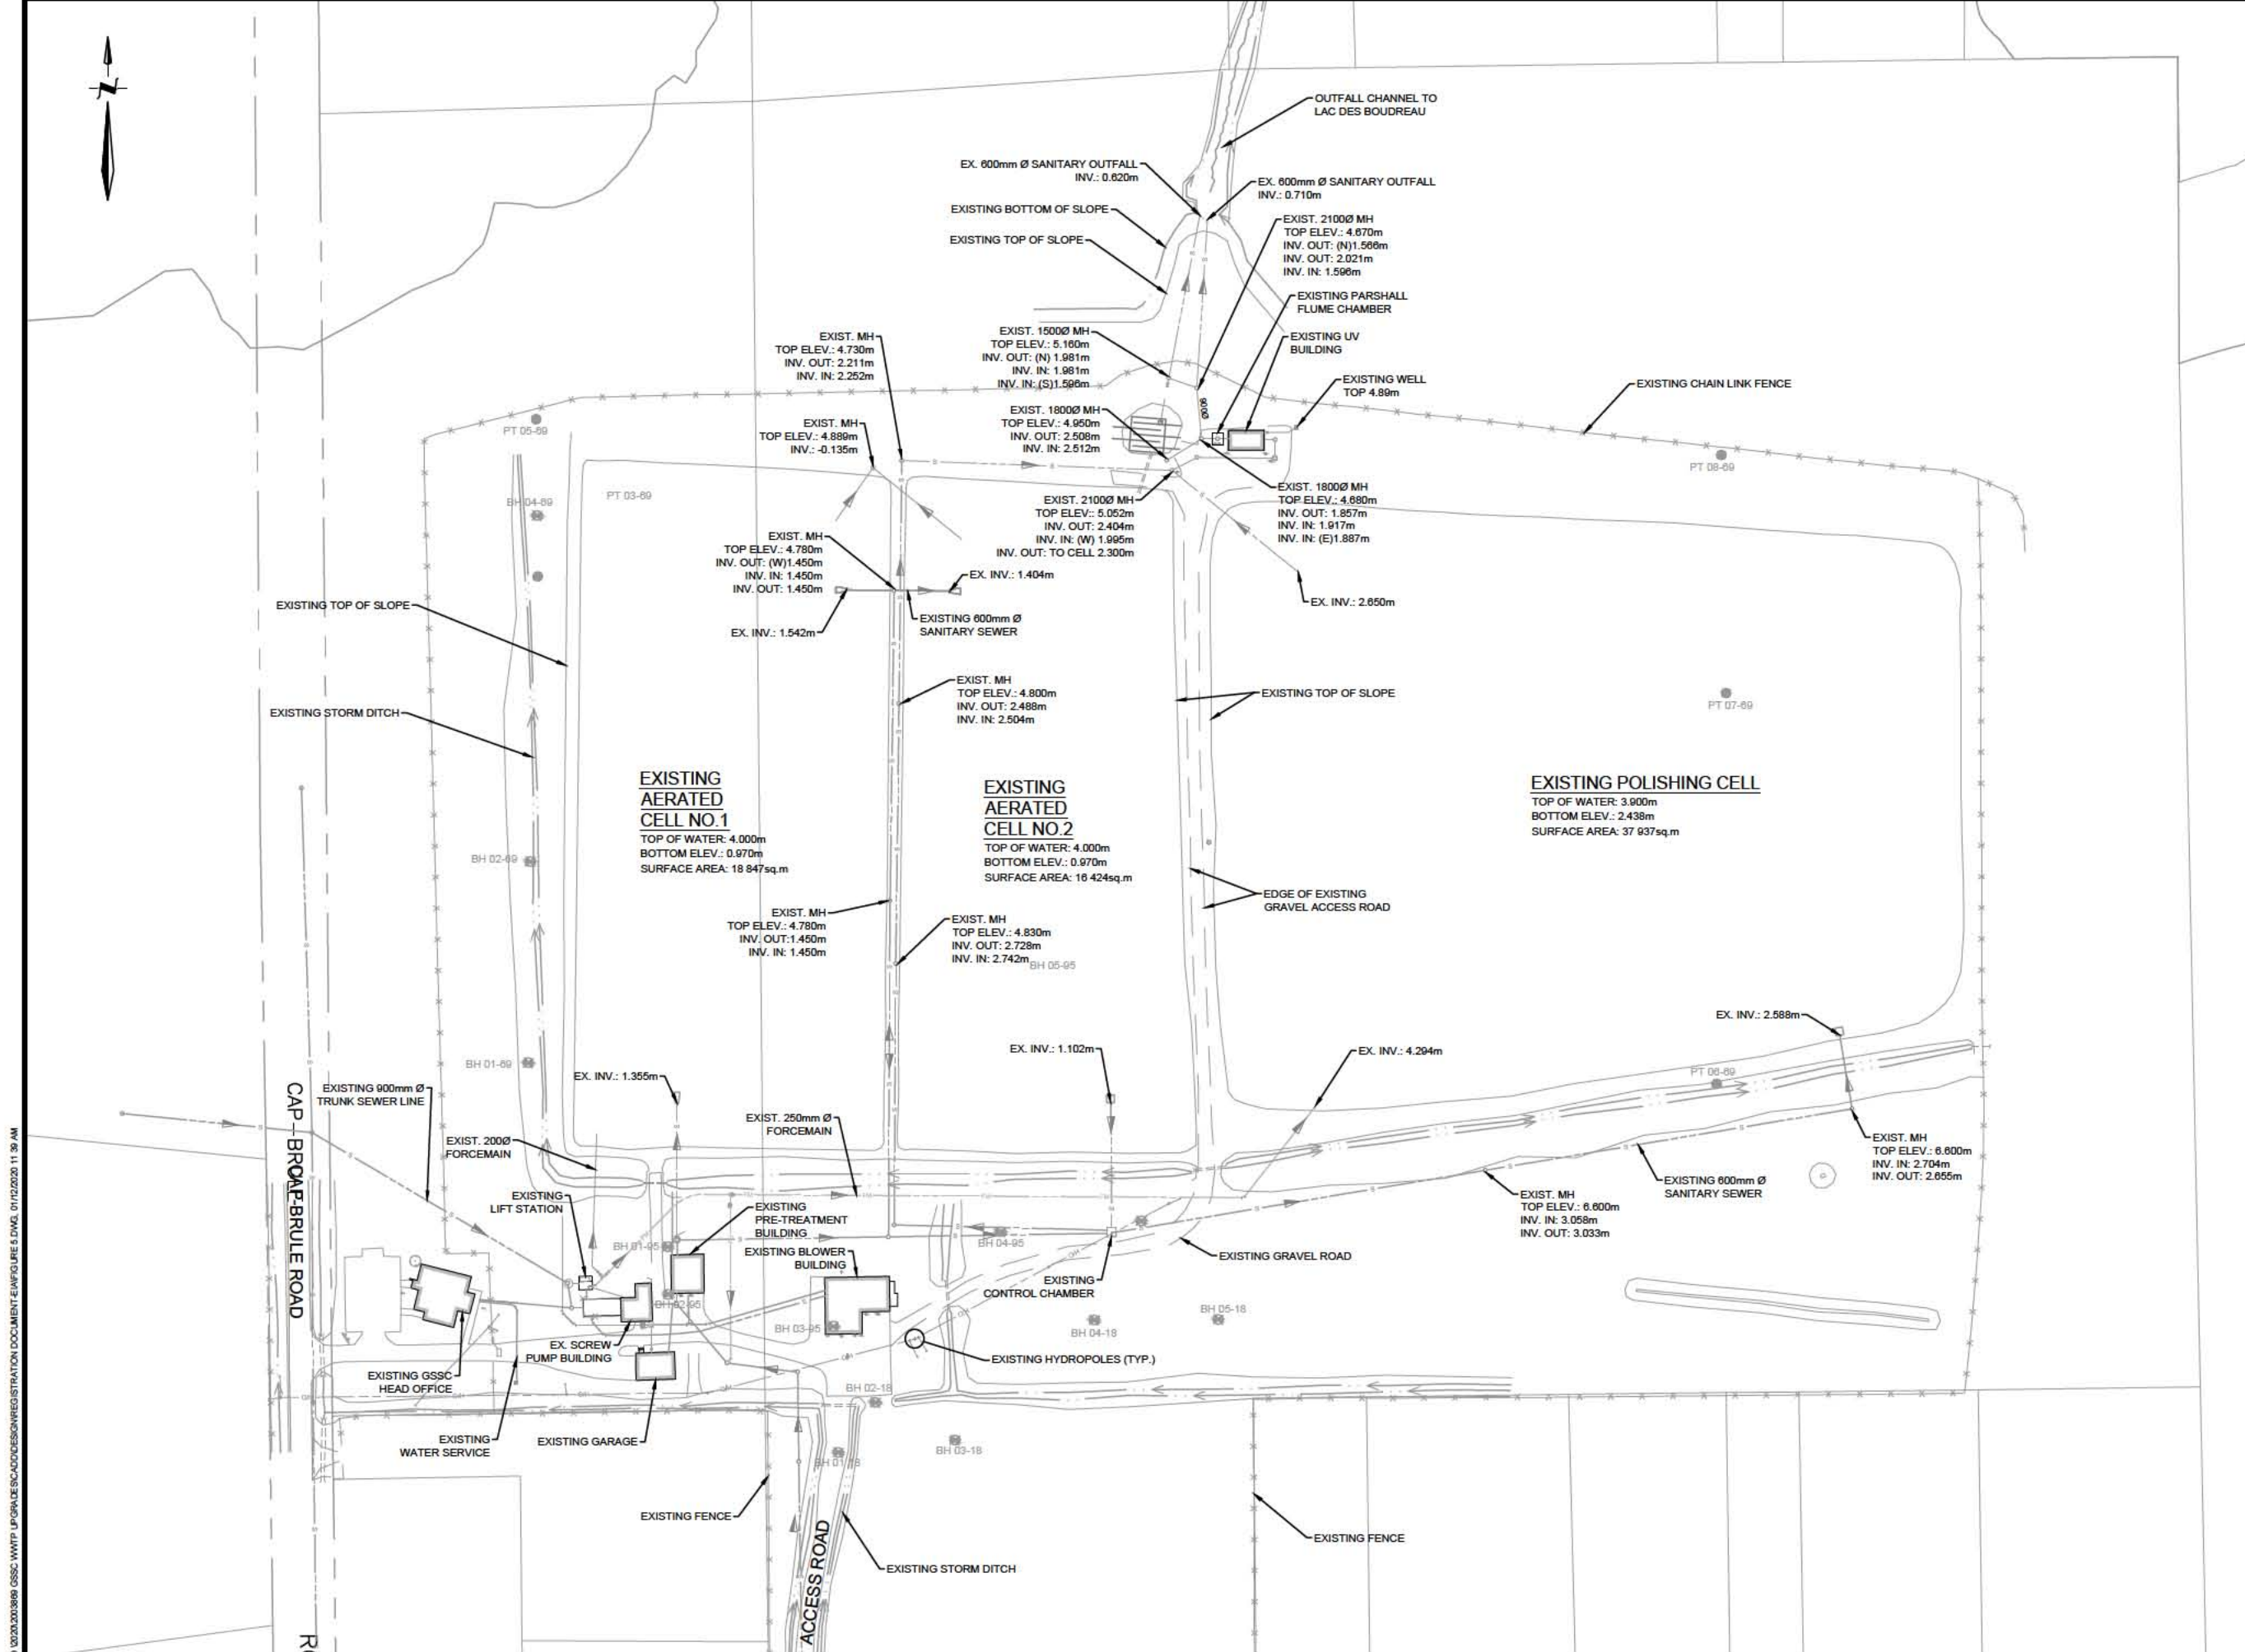 OUTFALL CHANNEL TO
LAC DES BOUDREAU
EX. 600mm Ø SANITARY OUTFALL
INV.: 0.620m
EX. 600mm Ø SANITARY OUTFALL
INV.: 0.710m
EXISTING BOTTOM OF SLOPE
EXISTING TOP OF SLOPE
EXIST. 2100Ø MH
TOP ELEV.: 4.670m
INV. OUT: (N)1.566m
INV. OUT: 2.021m
INV. IN: 1.596m
EXISTING PARSHALL
FLUME CHAMBER
EXISTING UV
BUILDING
EXIST. MH
TOP ELEV.: 4.730m
INV. OUT: 2.211m
INV. IN: 2.252m
EXIST. 1500Ø MH
TOP ELEV.: 5.160m
INV. OUT: (N) 1.981m
INV. IN: 1.981m
INV. IN: (S)1.596m
EXISTING WELL
TOP 4.89m
EXISTING CHAIN LINK FENCE
900Ø
PT 05-69
EXIST. MH
TOP ELEV.: 4.889m
INV.: -0.135m
EXIST. 1800Ø MH
TOP ELEV.: 4.950m
INV. OUT: 2.508m
INV. IN: 2.512m
PT 08-69
BH 04-69
PT 03-69
EXIST. 2100Ø MH
TOP ELEV.: 5.052m
INV. OUT: 2.404m
INV. IN: (W) 1.995m
INV. OUT: TO CELL 2.300m
EXIST. 1800Ø MH
TOP ELEV.: 4.680m
INV. OUT: 1.857m
INV. IN: 1.917m
INV. IN: (E)1.887m
EXIST. MH
TOP ELEV.: 4.780m
INV. OUT: (W)1.450m
INV. IN: 1.450m
INV. OUT: 1.450m
EX. INV.: 1.404m
EX. INV.: 2.650m
EXISTING TOP OF SLOPE
EX. INV.: 1.542m
EXISTING 600mm Ø
SANITARY SEWER
EXISTING STORM DITCH
EXIST. MH
TOP ELEV.: 4.800m
INV. OUT: 2.488m
INV. IN: 2.504m
EXISTING TOP OF SLOPE
PT 07-69
EXISTING
AERATED
CELL NO.1
TOP OF WATER: 4.000m
BOTTOM ELEV.: 0.970m
SURFACE AREA: 18 847sq.m
EXISTING
AERATED
CELL NO.2
TOP OF WATER: 4.000m
BOTTOM ELEV.: 0.970m
SURFACE AREA: 16 424sq.m
EXISTING POLISHING CELL
TOP OF WATER: 3.900m
BOTTOM ELEV.: 2.438m
SURFACE AREA: 37 937sq.m
BH 02-69
EDGE OF EXISTING
GRAVEL ACCESS ROAD
EXIST. MH
TOP ELEV.: 4.780m
INV. OUT:1.450m
INV. IN: 1.450m
EXIST. MH
TOP ELEV.: 4.830m
INV. OUT: 2.728m
INV. IN: 2.742m
BH 05-95
EX. INV.: 2.588m
BH 01-69
EX. INV.: 1.355m
EX. INV.: 1.102m
EX. INV.: 4.294m
PT 06-69
EXISTING 900mm Ø
TRUNK SEWER LINE
EXIST. 250mm Ø
FORCEMAIN
EXIST. 200Ø
FORCEMAIN
EXIST. MH
TOP ELEV.: 6.600m
INV. IN: 2.704m
INV. OUT: 2.655m
EXISTING
LIFT STATION
EXISTING
PRE-TREATMENT
BUILDING
EXISTING 600mm Ø
SANITARY SEWER
EXIST. MH
TOP ELEV.: 6.600m
INV. IN: 3.058m
INV. OUT: 3.033m
BH 01-95
EXISTING BLOWER
BUILDING
BH 04-95
EXISTING GRAVEL ROAD
EXISTING
CONTROL CHAMBER
BH 02-95
BH 03-95
BH 04-18
BH 05-18
EX. SCREW
PUMP BUILDING
EXISTING HYDROPOLES (TYP.)
EXISTING GSSC
HEAD OFFICE
BH 02-18
EXISTING
WATER SERVICE
EXISTING GARAGE
BH 01-18
BH 03-18
EXISTING FENCE
EXISTING FENCE
EXISTING STORM DITCH
ACCESS ROAD
CAP-BRULE ROAD